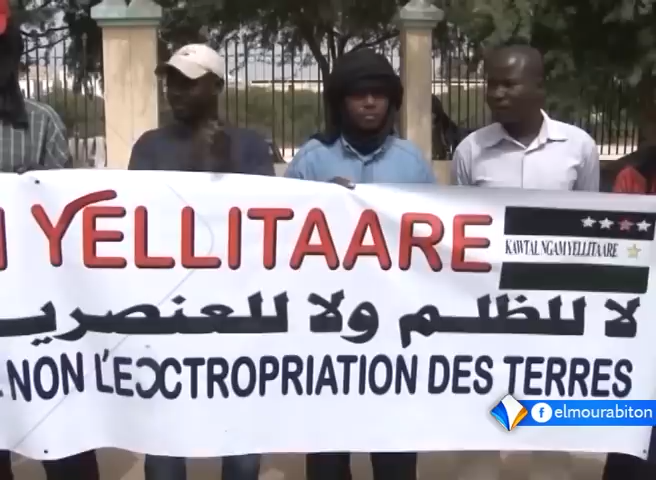 YELLITAARE
KAWTAL NGAM YELLITAARE
لا للظلم ولا للعنصرية
NON L'EXCTROPRIATION DES TERRES
elmourabiton